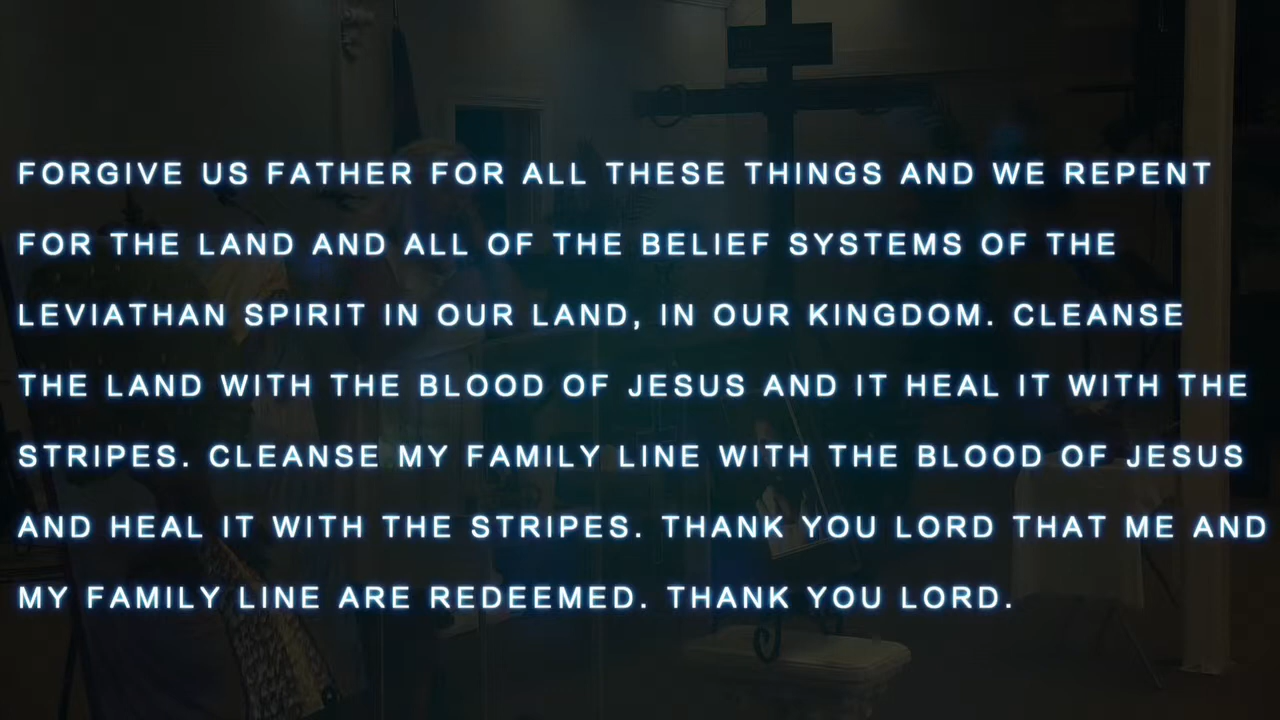 FORGIVE US FATHER FOR ALL THESE THINGS AND WE REPENT
FOR THE LAND AND ALL OF THE BELIEF SYSTEMS OF THE
LEVIATHAN SPIRIT IN OUR LAND, IN OUR KINGDOM. CLEANSE
THE LAND WITH THE BLOOD OF JESUS AND IT HEAL IT WITH THE
STRIPES. CLEANSE MY FAMILY LINE WITH THE BLOOD OF JESUS
AND HEAL IT WITH THE STRIPES. THANK YOU LORD THAT ME AND
MY FAMILY LINE ARE REDEEMED. THANK YOU LORD.